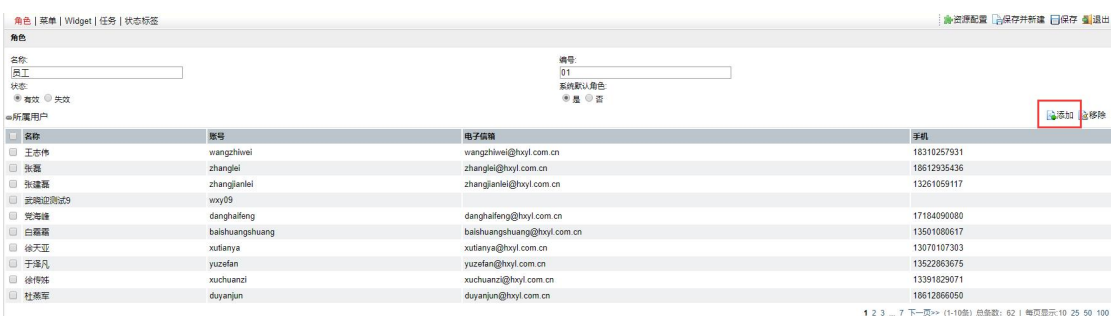 角色 | 菜单 | Widget | 任务 | 状态标签 资源配置 保存并新建 保存 退出
角色
名称: 编号:
员工 01
状态: 系统默认角色:
有效 失效 是 否
所属用户 添加 移除
名称 账号 电子信箱 手机
王志伟 wangzhiwei wangzhiwei@hxyl.com.cn 18310257931
张磊 zhanglei zhanglei@hxyl.com.cn 18612935436
张建磊 zhangjianlei zhangjianlei@hxyl.com.cn 13261059117
武晓迎测试9 wxy09
党海峰 danghaifeng danghaifeng@hxyl.com.cn 17184090080
白霜霜 baishuangshuang baishuangshuang@hxyl.com.cn 13501080617
徐天亚 xutianya xutianya@hxyl.com.cn 13070107303
于泽凡 yuzefan yuzefan@hxyl.com.cn 13522863675
徐传姊 xuchuanzi xuchuanzi@hxyl.com.cn 13391829071
杜燕军 duyanjun duyanjun@hxyl.com.cn 18612866050
1 2 3 ... 7 下一页>> (1-10条) 总条数: 62 | 每页显示:10 25 50 100